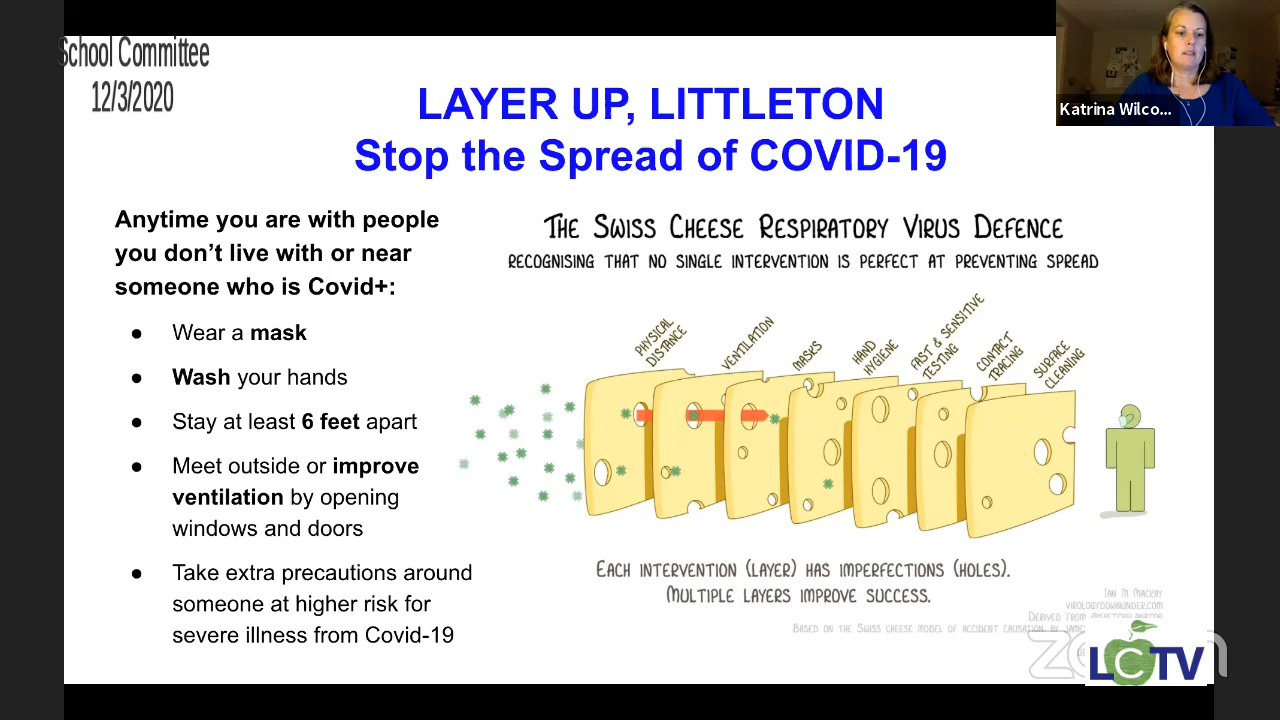 School Committee
12/3/2020
Katrina Wilco...
LAYER UP, LITTLETON
Stop the Spread of COVID-19
Anytime you are with people
you don't live with or near
someone who is Covid+:
● Wear a mask
● Wash your hands
● Stay at least 6 feet apart
● Meet outside or improve
ventilation by opening
windows and doors
● Take extra precautions around
someone at higher risk for
severe illness from Covid-19
THE SWISS CHEESE RESPIRATORY VIRUS DEFENCE
RECOGNISING THAT NO SINGLE INTERVENTION IS PERFECT AT PREVENTING SPREAD
PHYSICAL
DISTANCE
VENTILATION
MASKS
HAND
HYGIENE
FAST & SENSITIVE
TESTING
CONTACT
TRACING
SURFACE
CLEANING
EACH INTERVENTION (LAYER) HAS IMPERFECTIONS (HOLES).
MULTIPLE LAYERS IMPROVE SUCCESS.
IAN M MACKAY
VIROLOGYDOWNUNDER.COM
DERIVED FROM
BASED ON THE SWISS CHEESE MODEL OF ACCIDENT CAUSATION, BY
LCTV